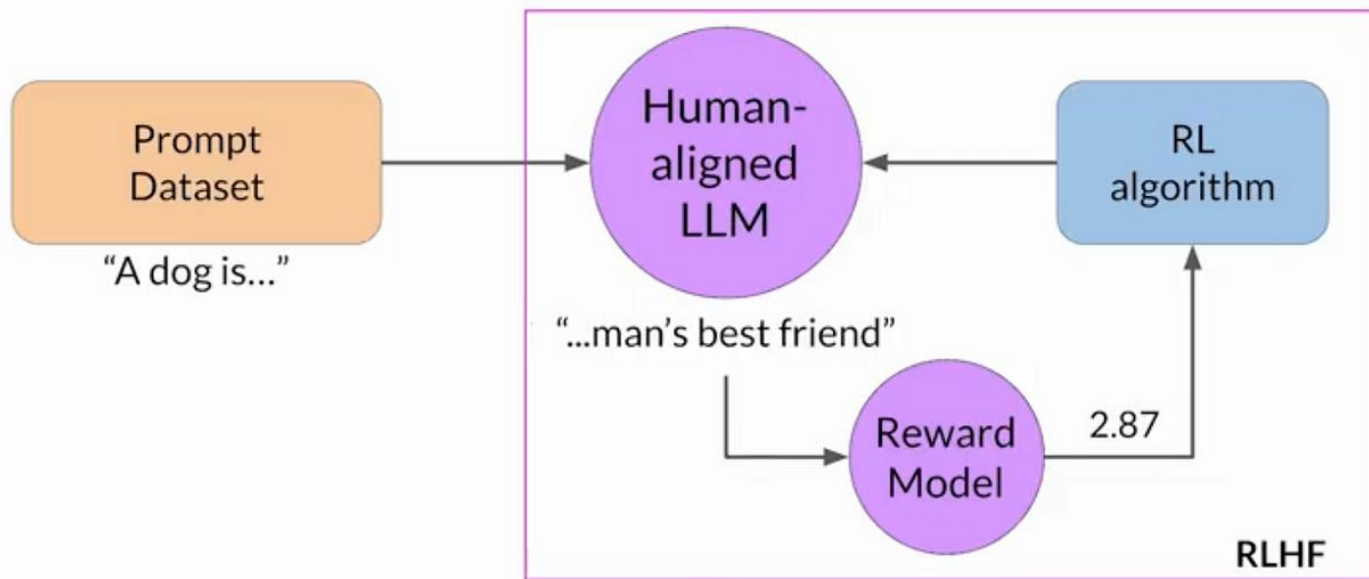 Prompt
Dataset
“A dog is...”
Human-
aligned
LLM
“...man’s best friend”
RL
algorithm
Reward
Model
2.87
RLHF